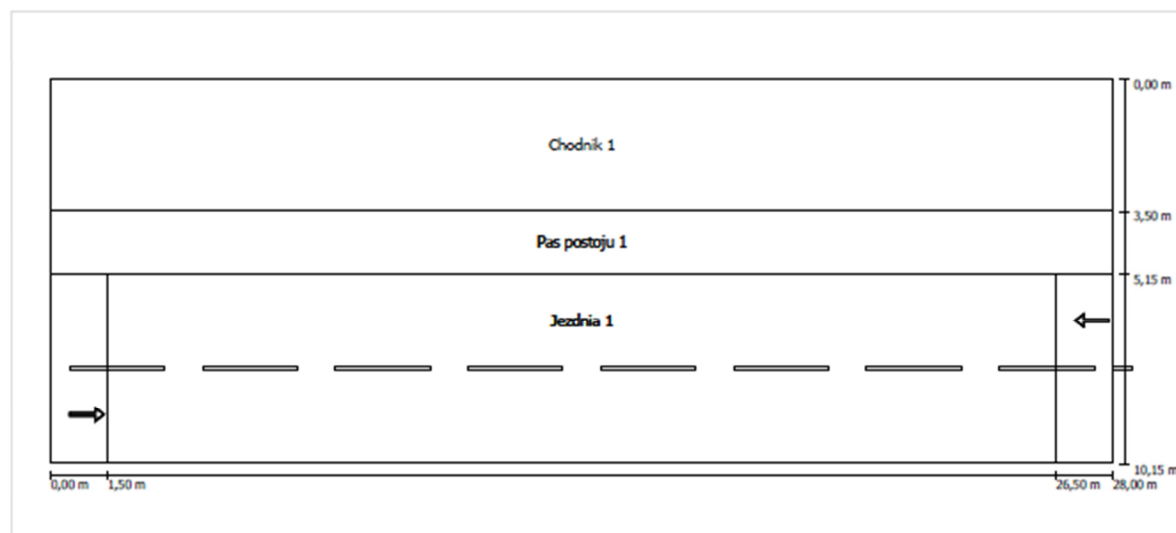 0,00 m
Chodnik 1
3,50 m
Pas postoju 1
5,15 m
Jezdnia 1
10,15 m
0,00 m 1,50 m 26,50 m 28,00 m